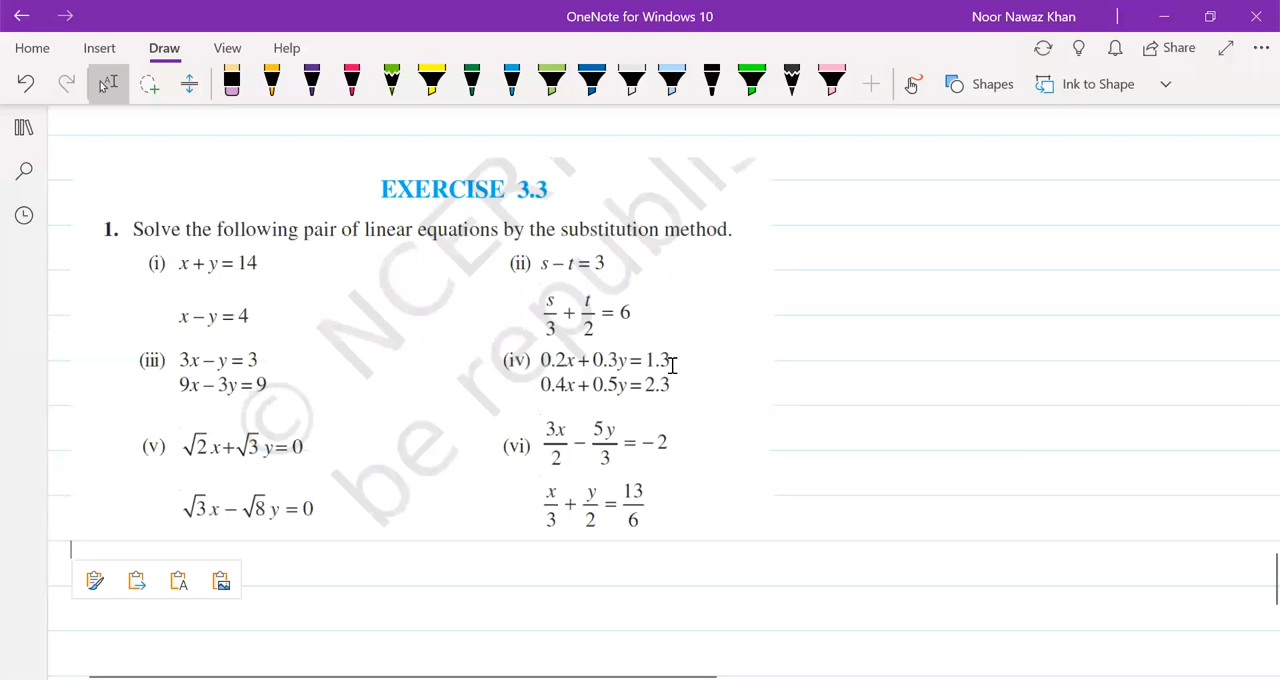 OneNote for Windows 10
Noor Nawaz Khan
Home Insert Draw View Help
Share
Shapes
Ink to Shape
EXERCISE 3.3
1. Solve the following pair of linear equations by the substitution method.
(i) x + y = 14
x – y = 4
(ii) s – t = 3
s/3 + t/2 = 6
(iii) 3x – y = 3
9x – 3y = 9
(iv) 0.2x + 0.3y = 1.3
0.4x + 0.5y = 2.3
(v) √2 x + √3 y = 0
√3 x – √8 y = 0
(vi) 3x/2 – 5y/3 = – 2
x/3 + y/2 = 13/6
© NCERT
be republis